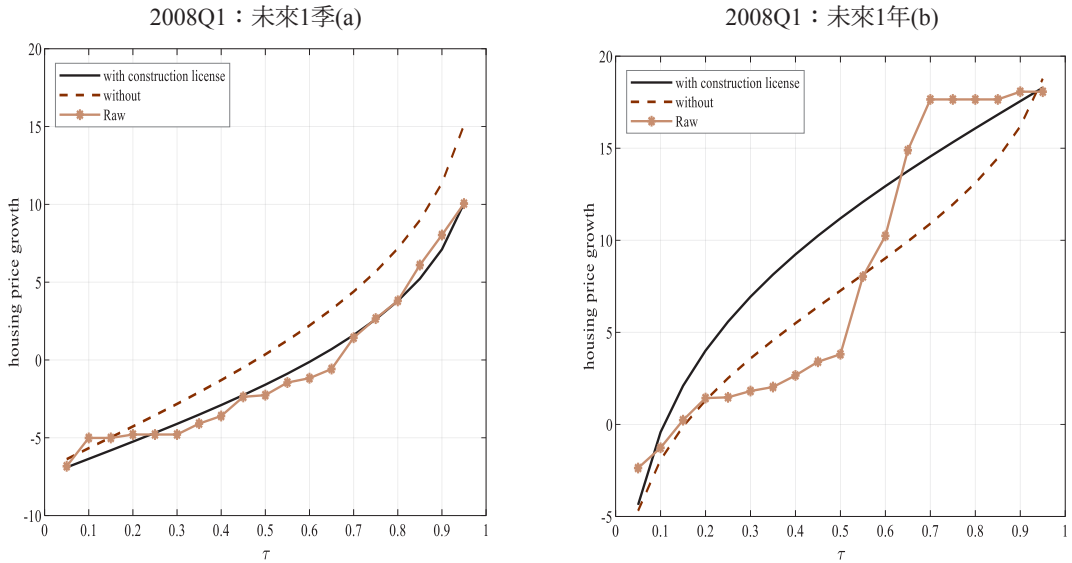 2008Q1：未來1季(a)
20
15
10
5
0
-5
-10
housing price growth
with construction license
without
Raw
0
0.1
0.2
0.3
0.4
0.5
0.6
0.7
0.8
0.9
1
τ
2008Q1：未來1年(b)
20
15
10
5
0
-5
housing price growth
with construction license
without
Raw
0
0.1
0.2
0.3
0.4
0.5
0.6
0.7
0.8
0.9
1
τ